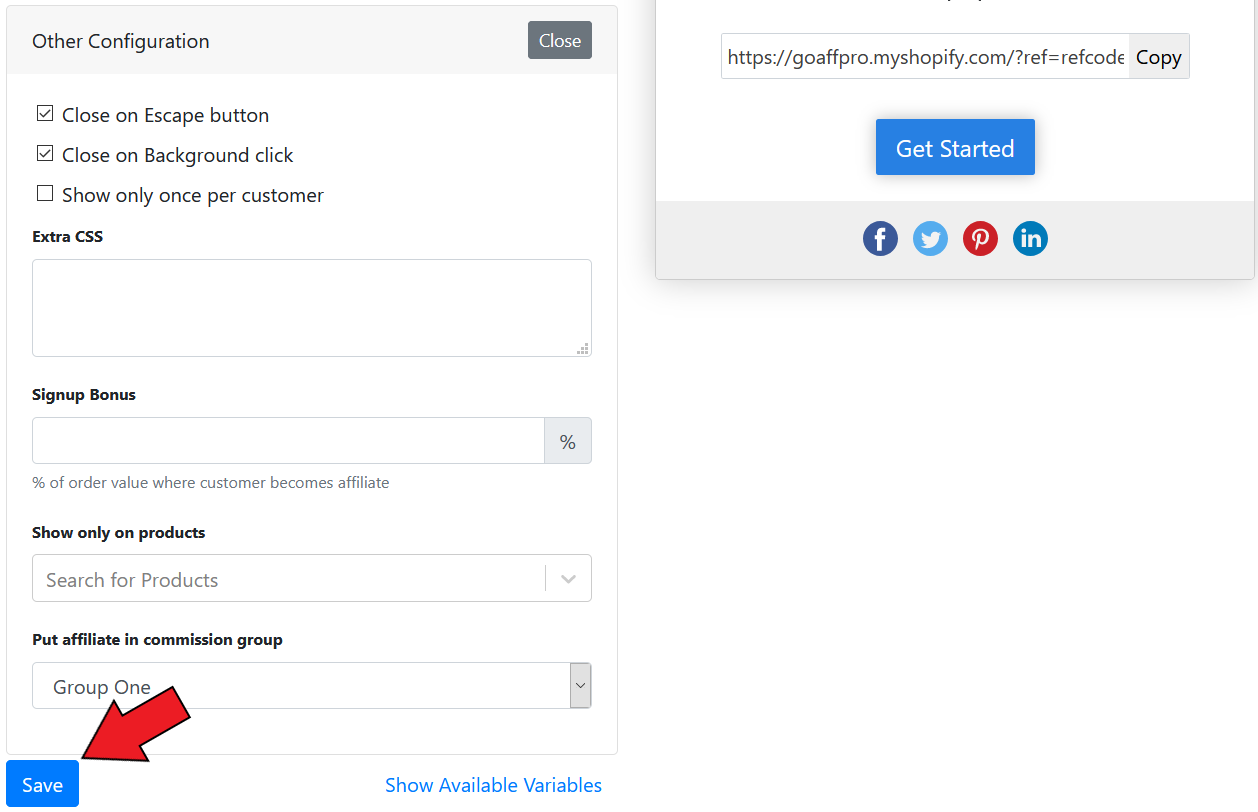 Other Configuration
Close
Close on Escape button
Close on Background click
Show only once per customer
Extra CSS
Signup Bonus
%
% of order value where customer becomes affiliate
Show only on products
Search for Products
Put affiliate in commission group
Group One
Save
Show Available Variables
https://goaffpro.myshopify.com/?ref=refcode
Copy
Get Started
f
in